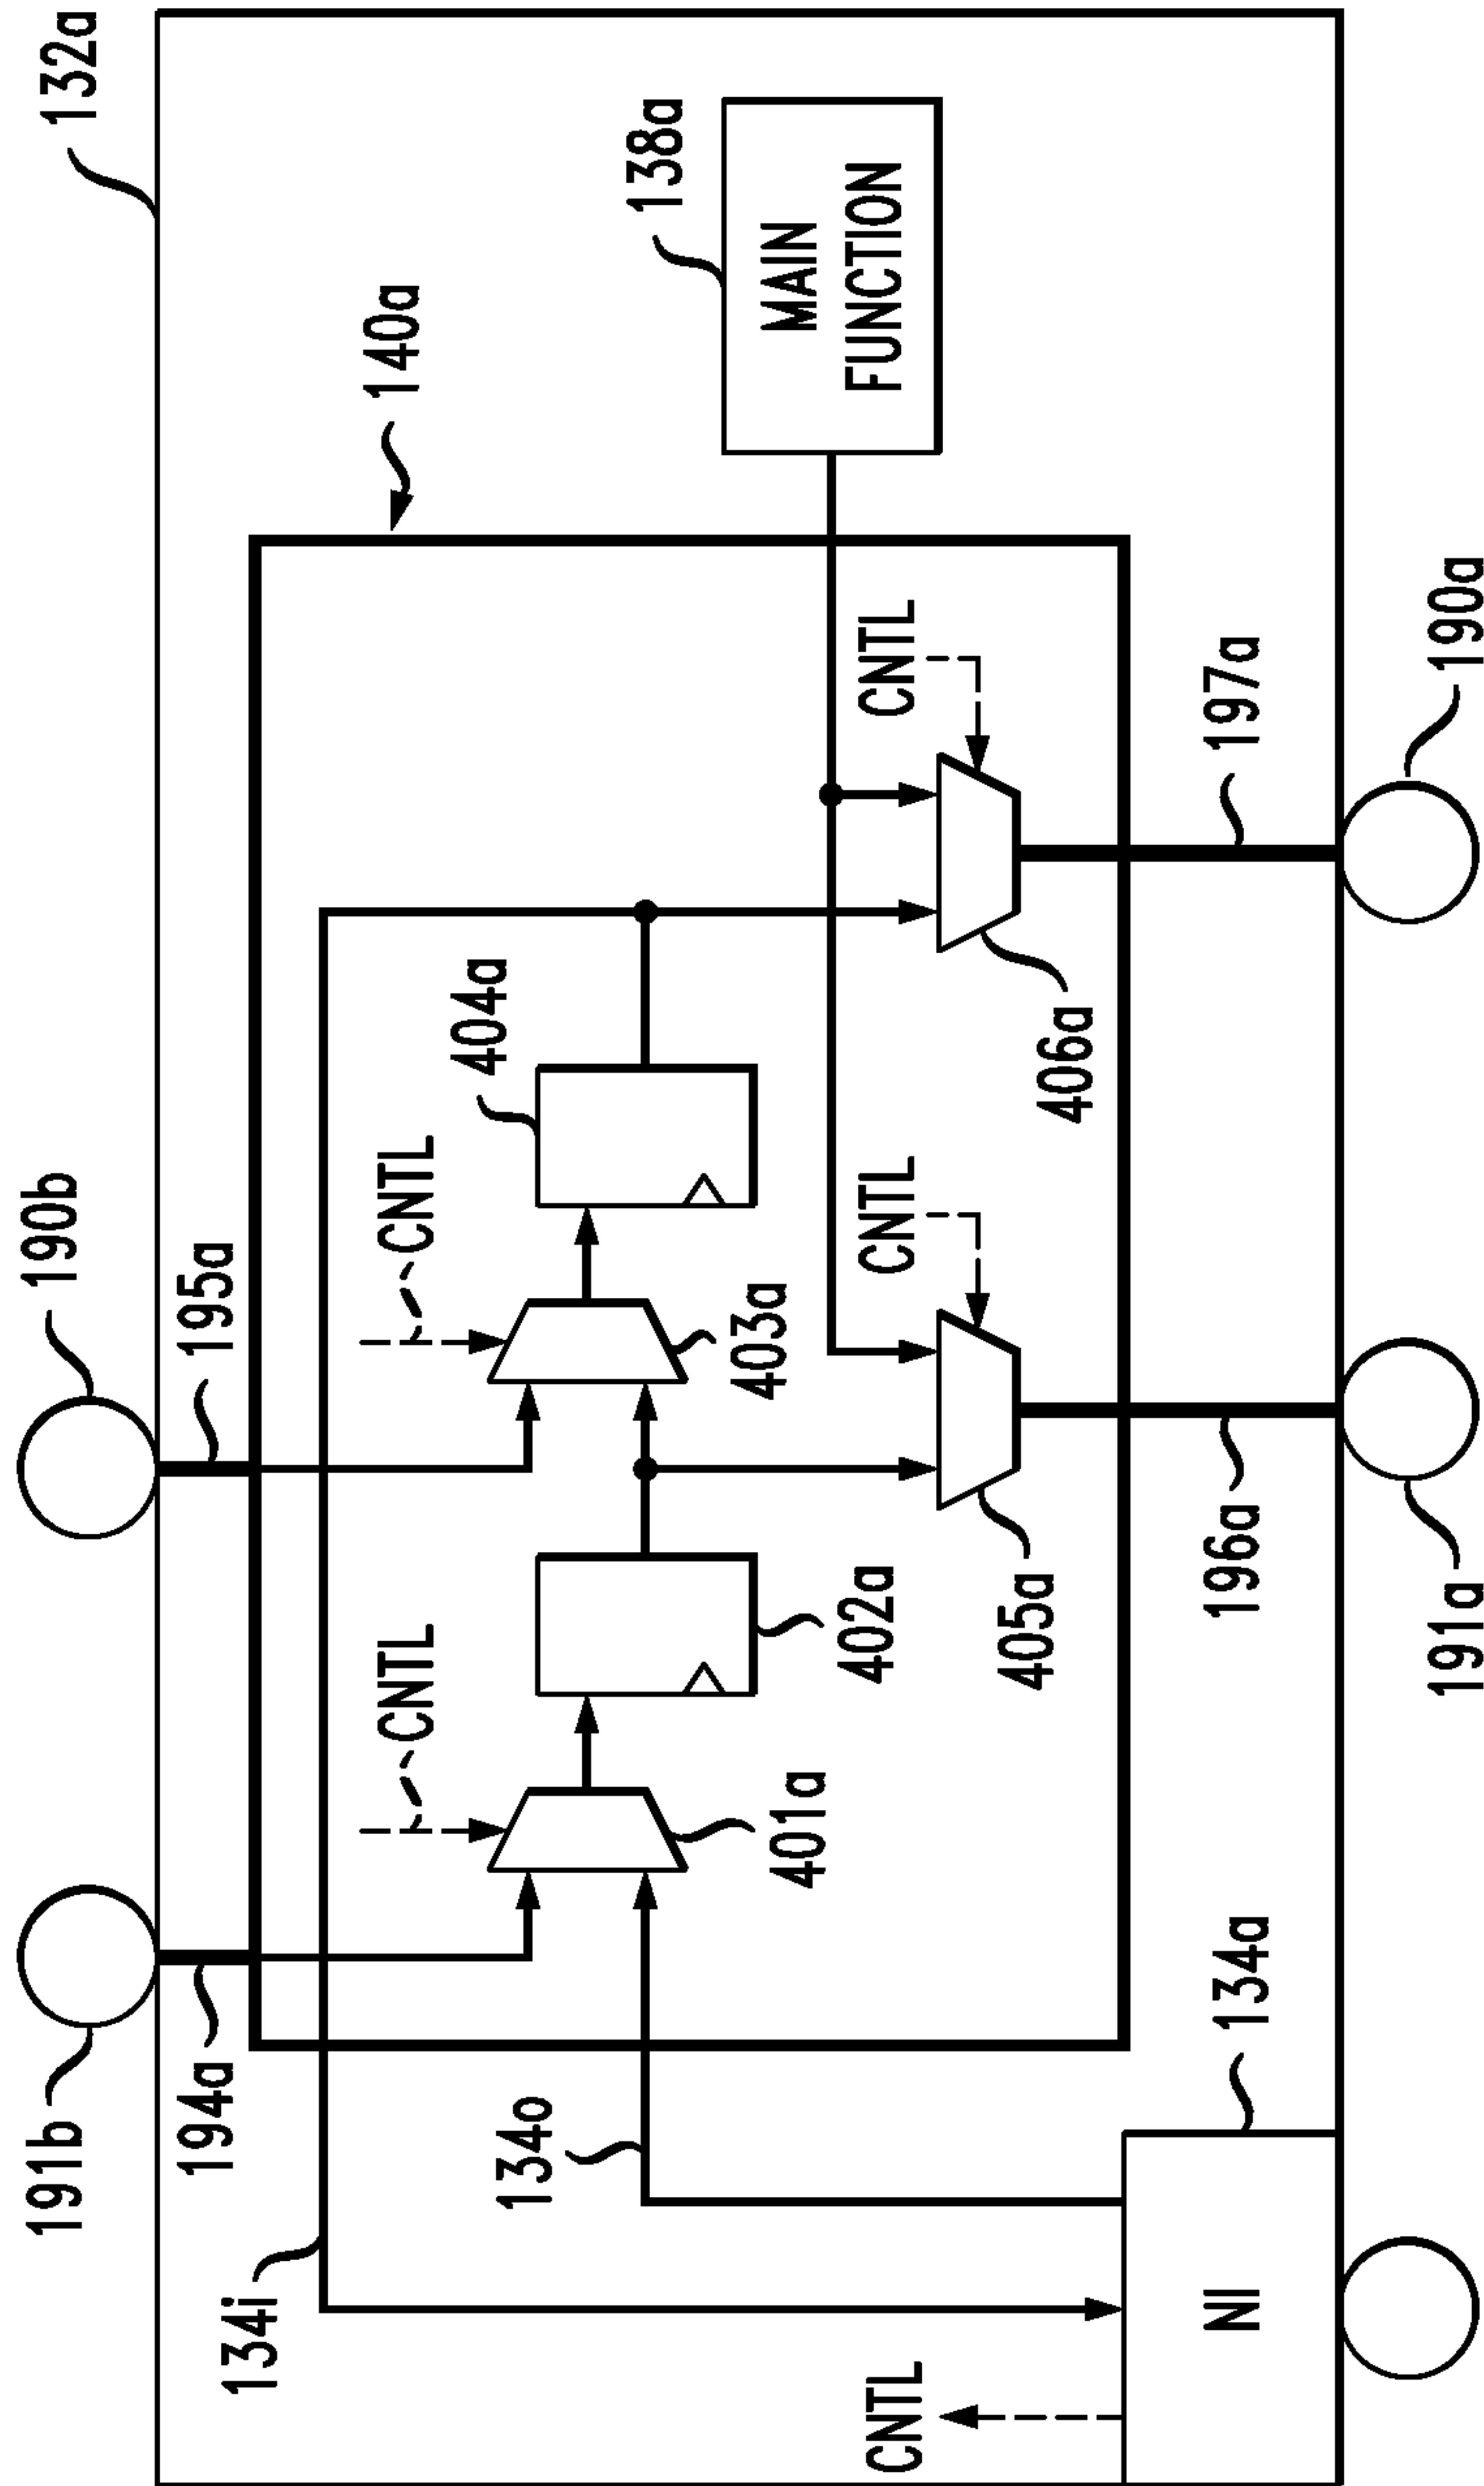 132a
190b
195a
191b
194a
140a
138a
MAIN
FUNCTION
404a
CNTL
CNTL
403a
402a
401a
134i
134o
CNTL
CNTL
406a
405a
CNTL
NI
134a
196a
197a
191a
190a